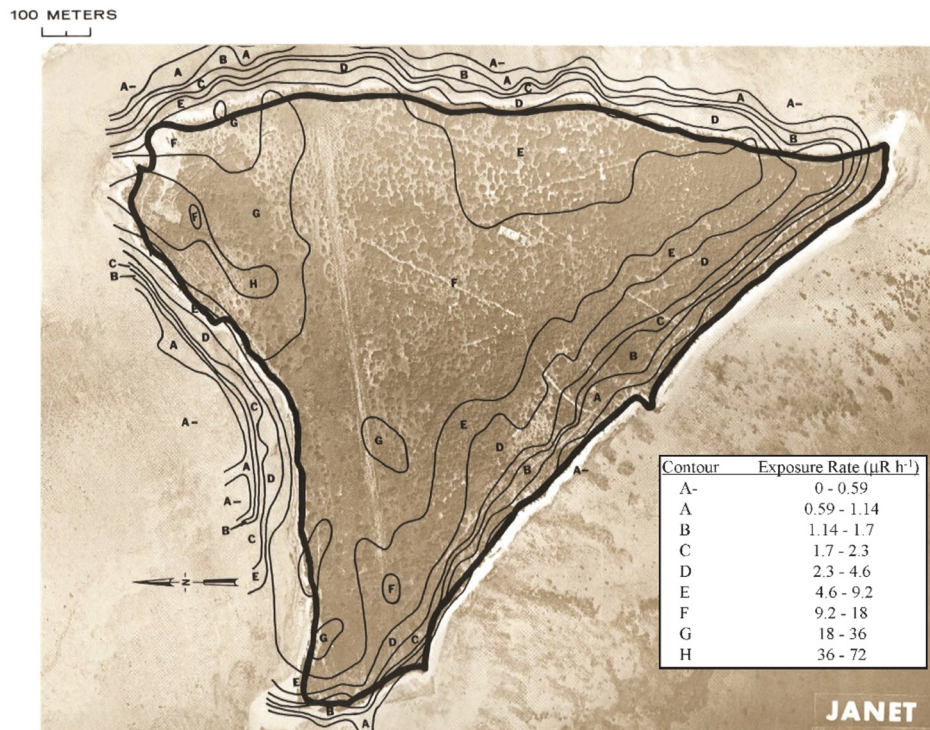 100 METERS
A–
A
B
A
D
C
E
F
G
B
A–
A
C
D
E
A
A–
D
B
G
F
H
F
E
D
C
B
A
A–
C
B
E
D
A
C
A–
A
D
A–
B
C
E
N
G
E
D
B
F
G
D
C
E
B
A
Contour Exposure Rate (μR h⁻¹)
A- 0 - 0.59
A 0.59 - 1.14
B 1.14 - 1.7
C 1.7 - 2.3
D 2.3 - 4.6
E 4.6 - 9.2
F 9.2 - 18
G 18 - 36
H 36 - 72
JANET